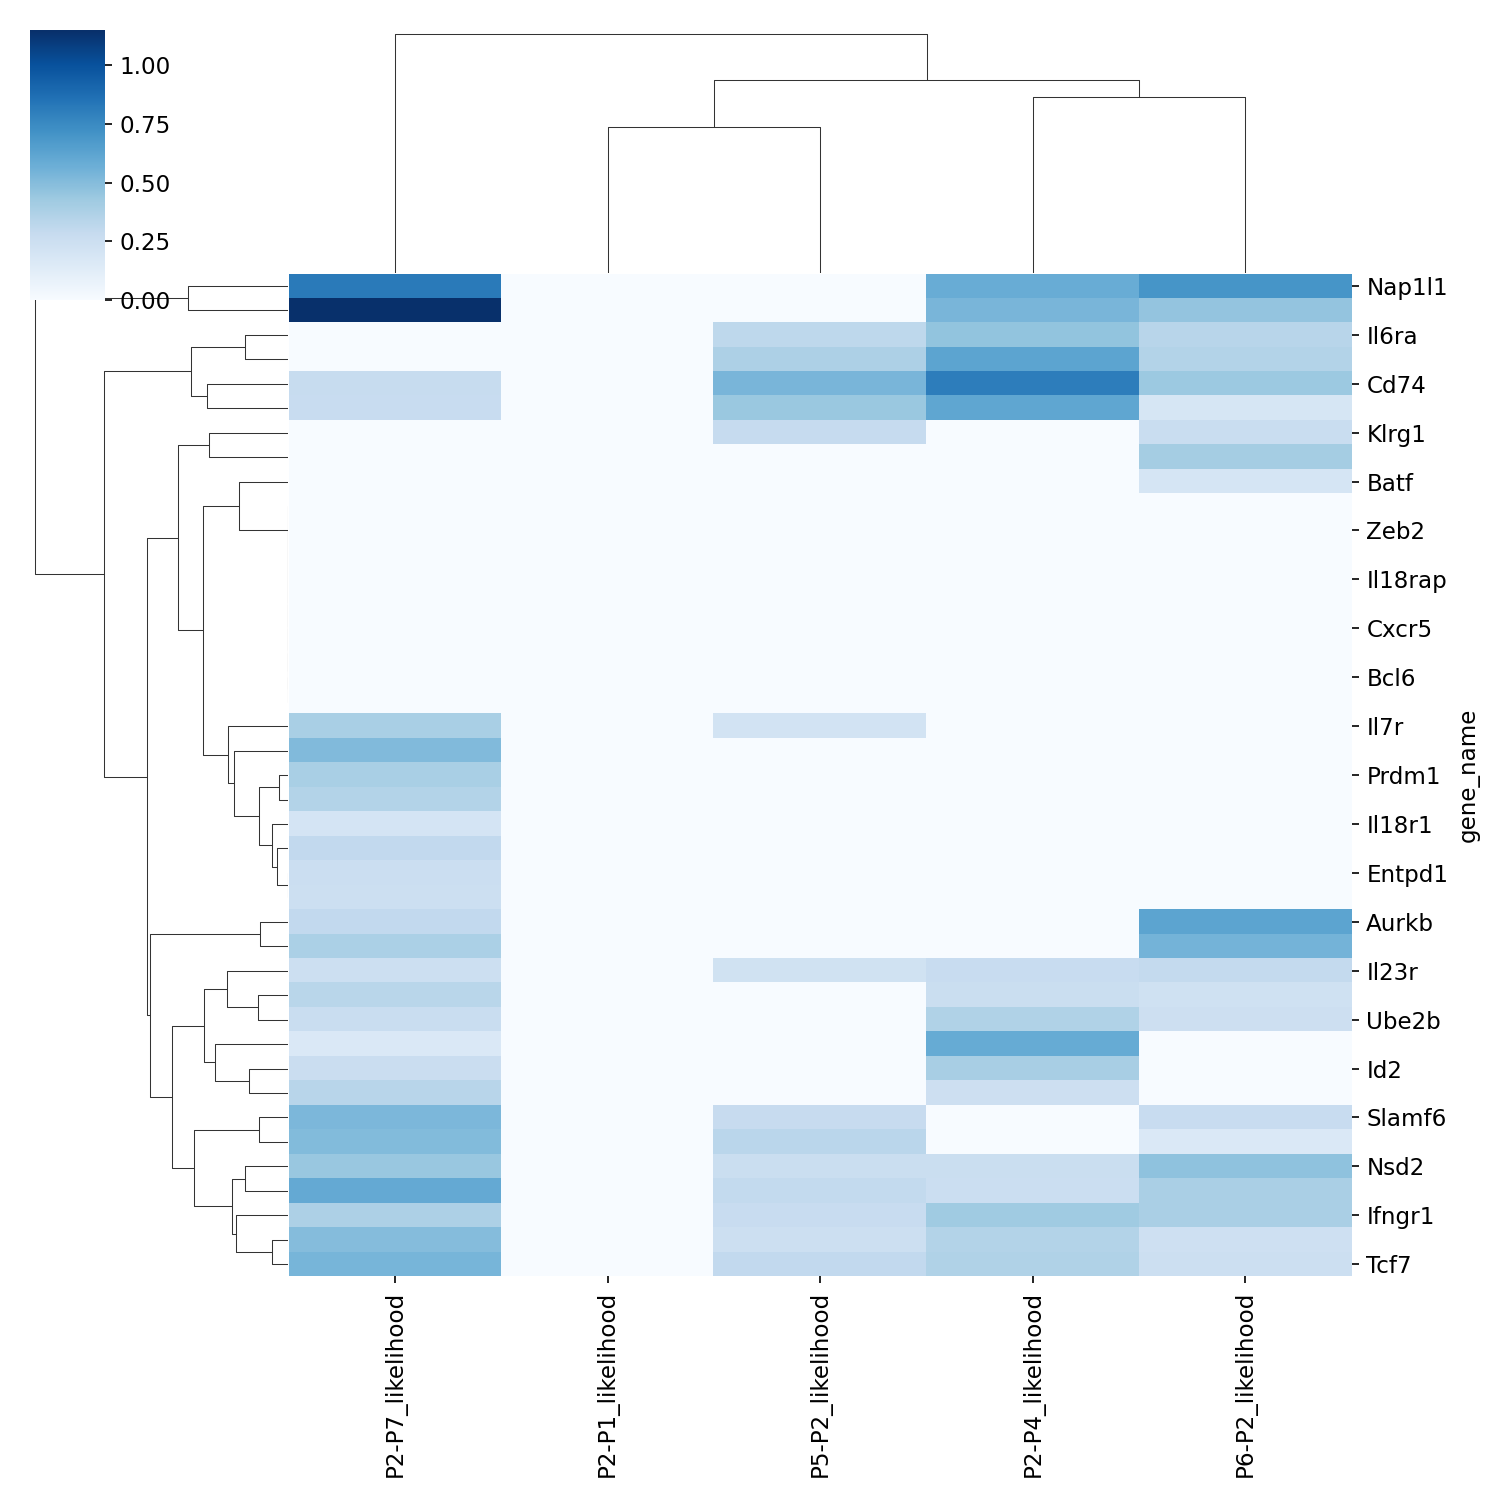 1.00
0.75
0.50
0.25
0.00
Nap1l1
Il6ra
Cd74
Klrg1
Batf
Zeb2
Il18rap
Cxcr5
Bcl6
Il7r
Prdm1
Il18r1
Entpd1
Aurkb
Il23r
Ube2b
Id2
Slamf6
Nsd2
Ifngr1
Tcf7
gene_name
P2-P7_likelihood
P2-P1_likelihood
P5-P2_likelihood
P2-P4_likelihood
P6-P2_likelihood